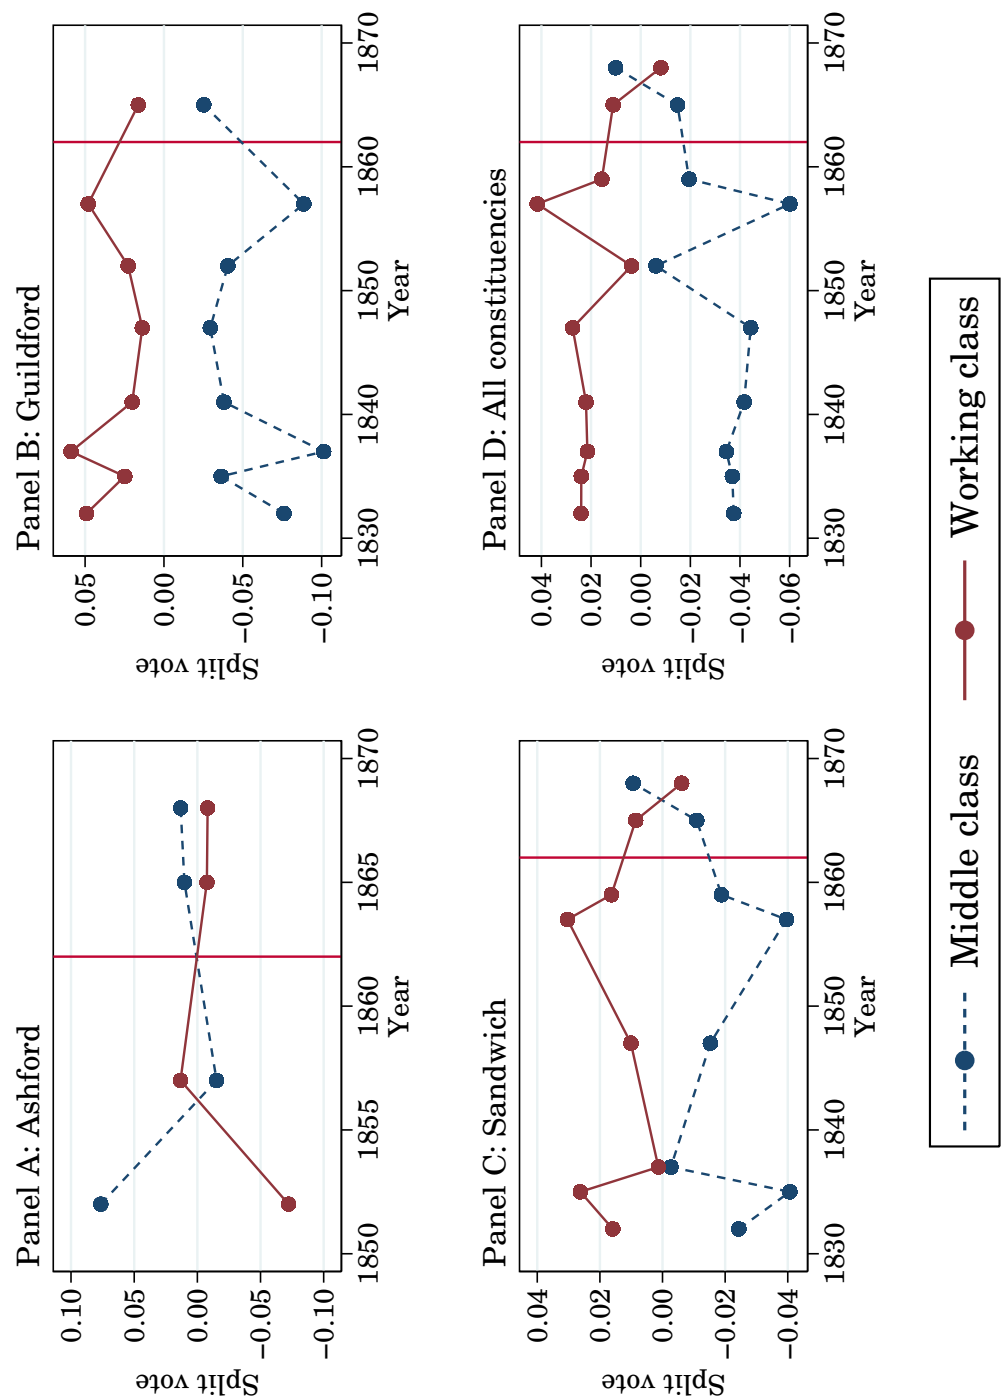 Panel A: Ashford
Split vote
0.10
0.05
0.00
−0.05
−0.10
1850
1855
1860
1865
1870
Year
Panel B: Guildford
Split vote
0.05
0.00
−0.05
−0.10
1830
1840
1850
1860
1870
Year
Panel C: Sandwich
Split vote
0.04
0.02
0.00
−0.02
−0.04
1830
1840
1850
1860
1870
Year
Panel D: All constituencies
Split vote
0.04
0.02
0.00
−0.02
−0.04
−0.06
1830
1840
1850
1860
1870
Year
Middle class
Working class